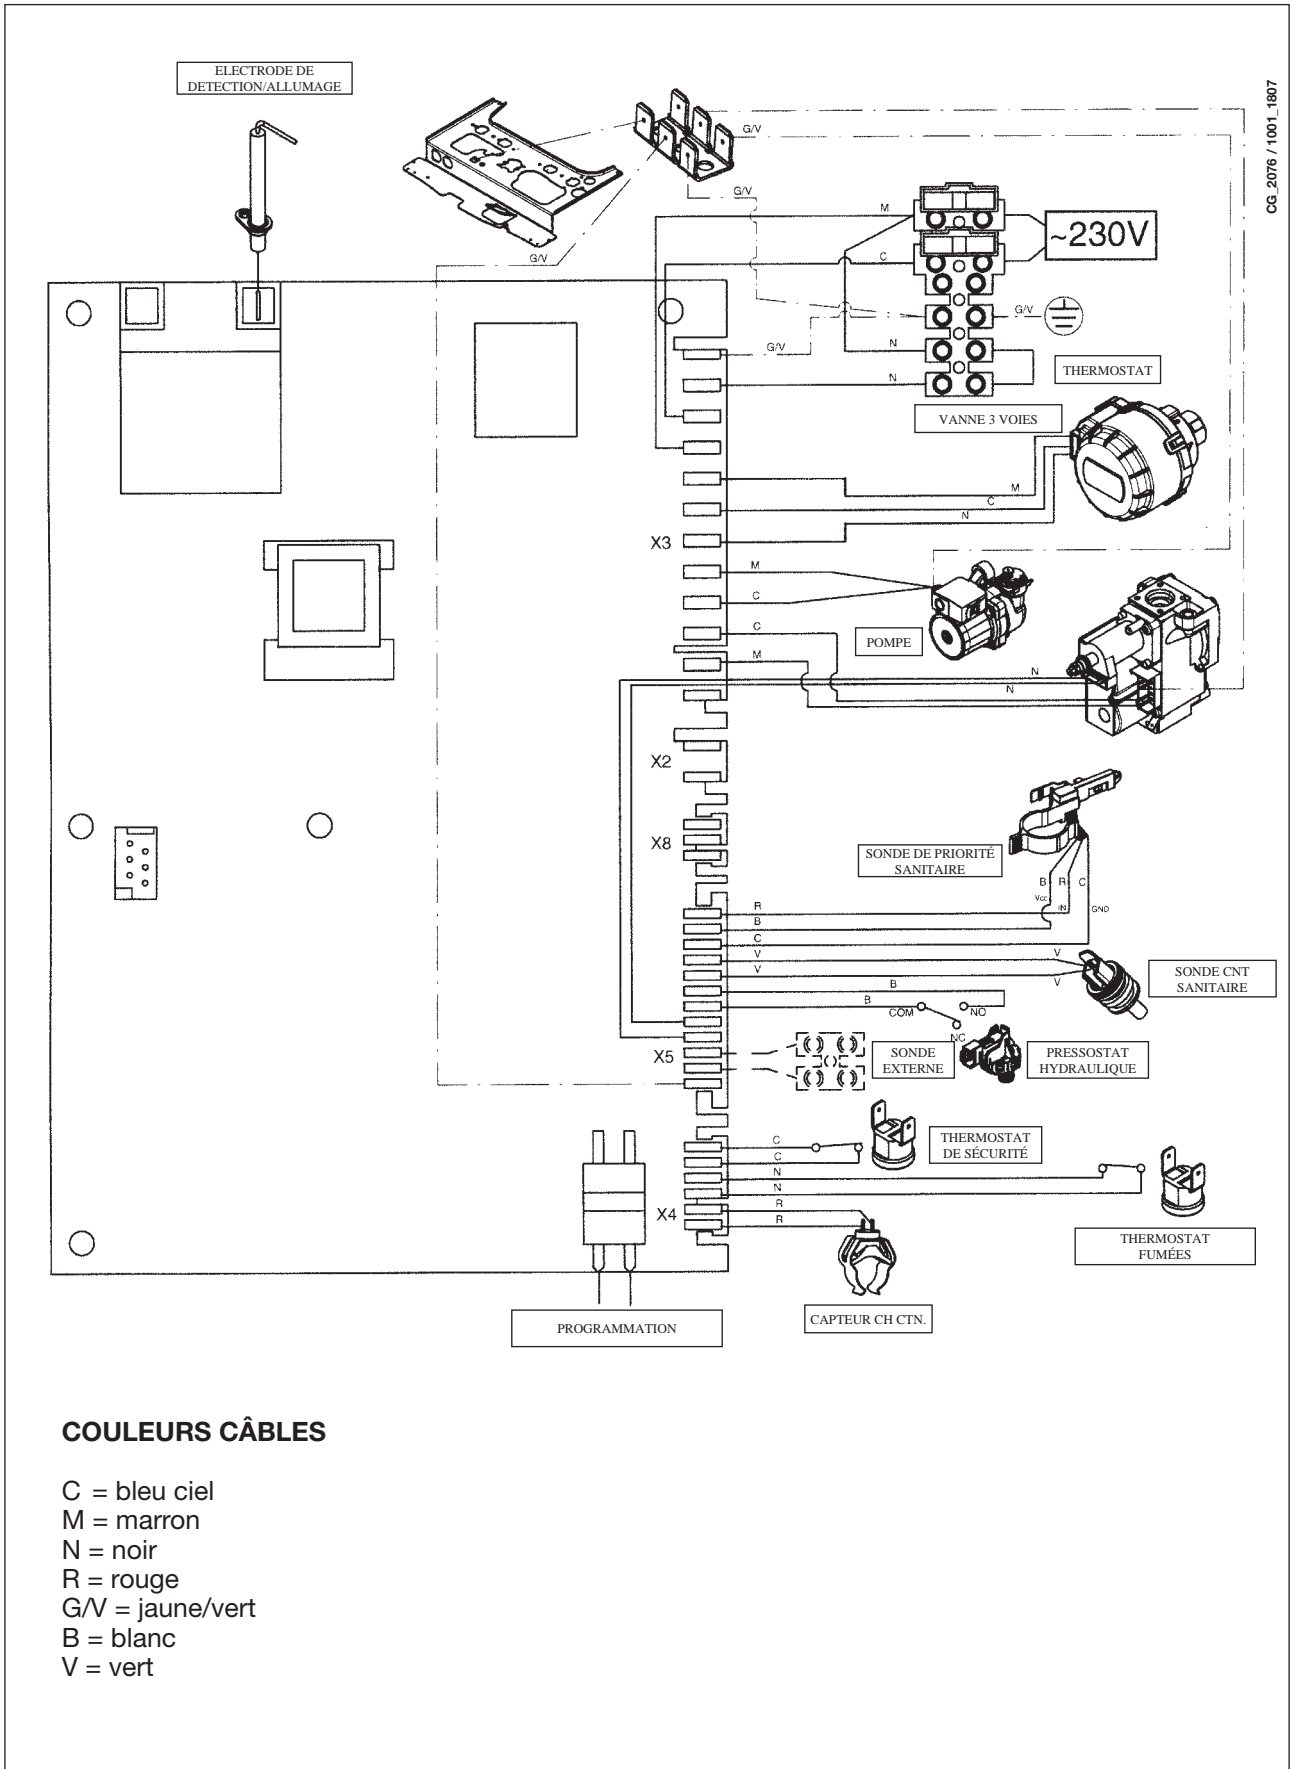 ELECTRODE DE
DETECTION/ALLUMAGE
CG_2076 / 1001_1807
G/V
G/V
M
~230V
G/V
C
G/V
G/V
N
N
THERMOSTAT
VANNE 3 VOIES
M
C
N
X3
M
C
C
M
POMPE
N
N
X2
X8
SONDE DE PRIORITÉ
SANITAIRE
B
R
C
Vcc
IN
GND
R
B
C
V
V
V
V
SONDE CNT
SANITAIRE
B
B
COM
NO
NC
X5
SONDE
EXTERNE
PRESSOSTAT
HYDRAULIQUE
C
C
THERMOSTAT
DE SÉCURITÉ
N
N
R
R
X4
THERMOSTAT
FUMÉES
CAPTEUR CH CTN.
PROGRAMMATION
COULEURS CÂBLES
C = bleu ciel
M = marron
N = noir
R = rouge
G/V = jaune/vert
B = blanc
V = vert